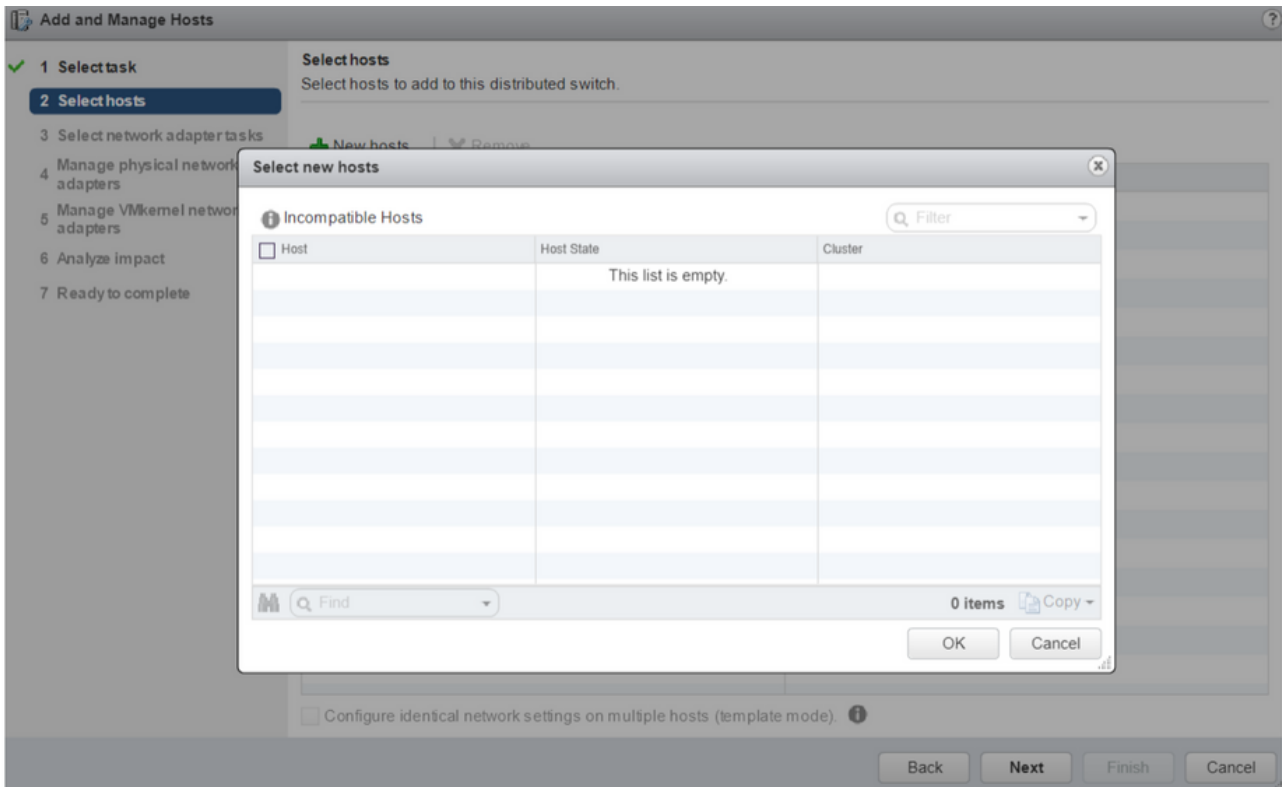 Add and Manage Hosts
?
1 Select task
2 Select hosts
3 Select network adapter tasks
4 Manage physical network
adapters
5 Manage VMkernel networ
adapters
6 Analyze impact
7 Ready to complete
Select hosts
Select hosts to add to this distributed switch.
New hosts Remove
Select new hosts
Incompatible Hosts
Filter
Host Host State Cluster
This list is empty.
Find
0 items Copy
OK Cancel
Configure identical network settings on multiple hosts (template mode).
Back Next Finish Cancel